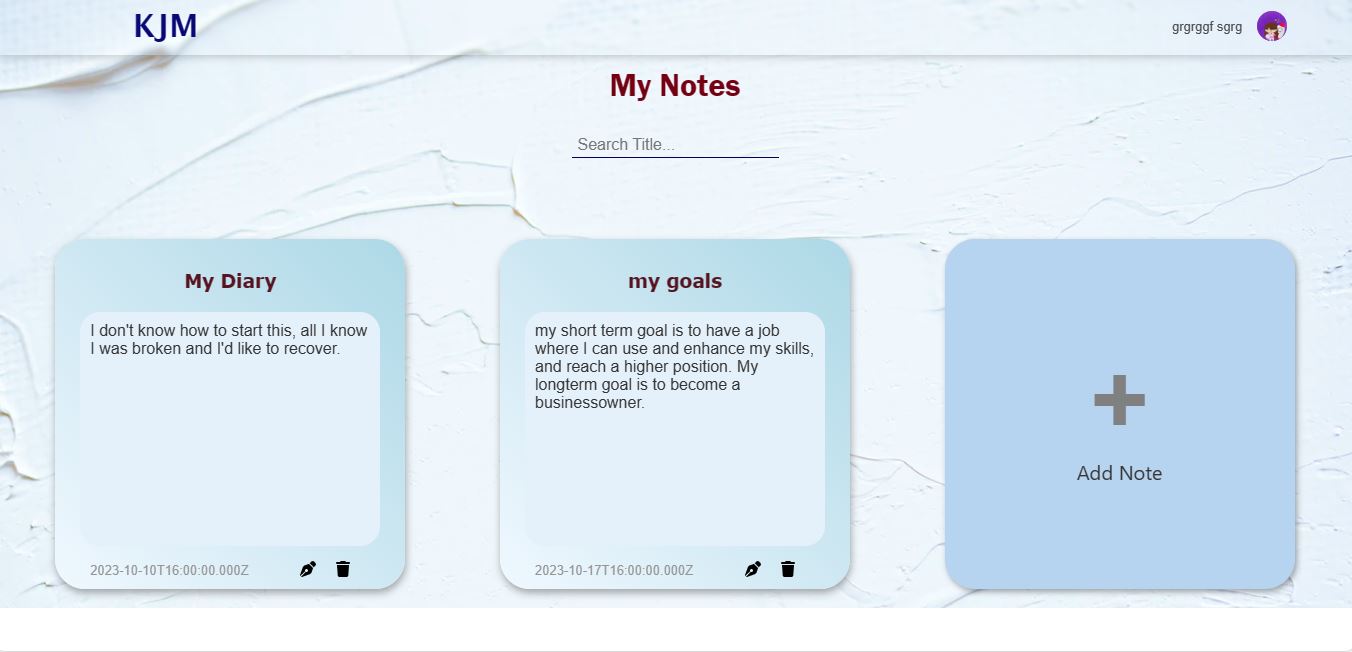 KJM
grgrggf sgrg
My Notes
Search Title...
My Diary
I don't know how to start this, all I know
I was broken and I'd like to recover.
2023-10-10T16:00:00.000Z
my goals
my short term goal is to have a job
where I can use and enhance my skills,
and reach a higher position. My
longterm goal is to become a
businessowner.
2023-10-17T16:00:00.000Z
Add Note